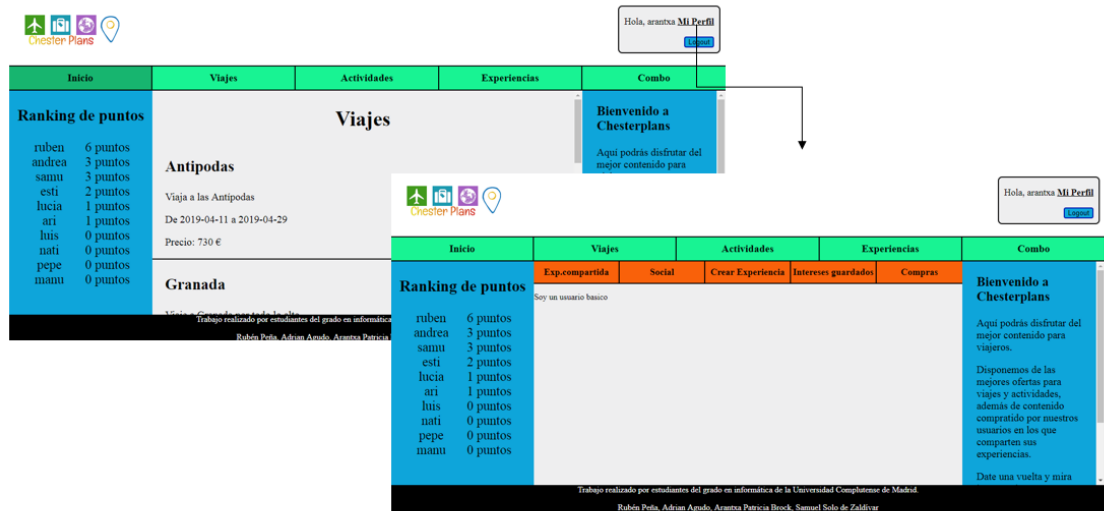 Chester Plans
Hola, arantxa Mi Perfil
Logout
Inicio Viajes Actividades Experiencias Combo
Ranking de puntos
ruben 6 puntos
andrea 3 puntos
samu 3 puntos
esti 2 puntos
lucia 1 puntos
ari 1 puntos
luis 0 puntos
nati 0 puntos
pepe 0 puntos
manu 0 puntos
Viajes
Antipodas
Viaja a las Antipodas
De 2019-04-11 a 2019-04-29
Precio: 730 €
Granada
Bienvenido a
Chesterplans
Aquí podrás disfrutar del
mejor contenido para
Trabajo realizado por estudiantes del grado en informática
Rubén Peña, Adrian Agudo, Arantxa Patricia
Chester Plans
Hola, arantxa Mi Perfil
Logout
Inicio Viajes Actividades Experiencias Combo
Exp.compartida Social Crear Experiencia Intereses guardados Compras
Ranking de puntos
ruben 6 puntos
andrea 3 puntos
samu 3 puntos
esti 2 puntos
lucia 1 puntos
ari 1 puntos
luis 0 puntos
nati 0 puntos
pepe 0 puntos
manu 0 puntos
Soy un usuario basico
Bienvenido a
Chesterplans
Aquí podrás disfrutar del
mejor contenido para
viajeros.
Disponemos de las
mejores ofertas para
viajes y actividades,
además de contenido
compratido por nuestros
usuarios en los que
comparten sus
experiencias.
Date una vuelta y mira
Trabajo realizado por estudiantes del grado en informática de la Universidad Complutense de Madrid.
Rubén Peña, Adrian Agudo, Arantxa Patricia Brock, Samuel Solo de Zaldívar